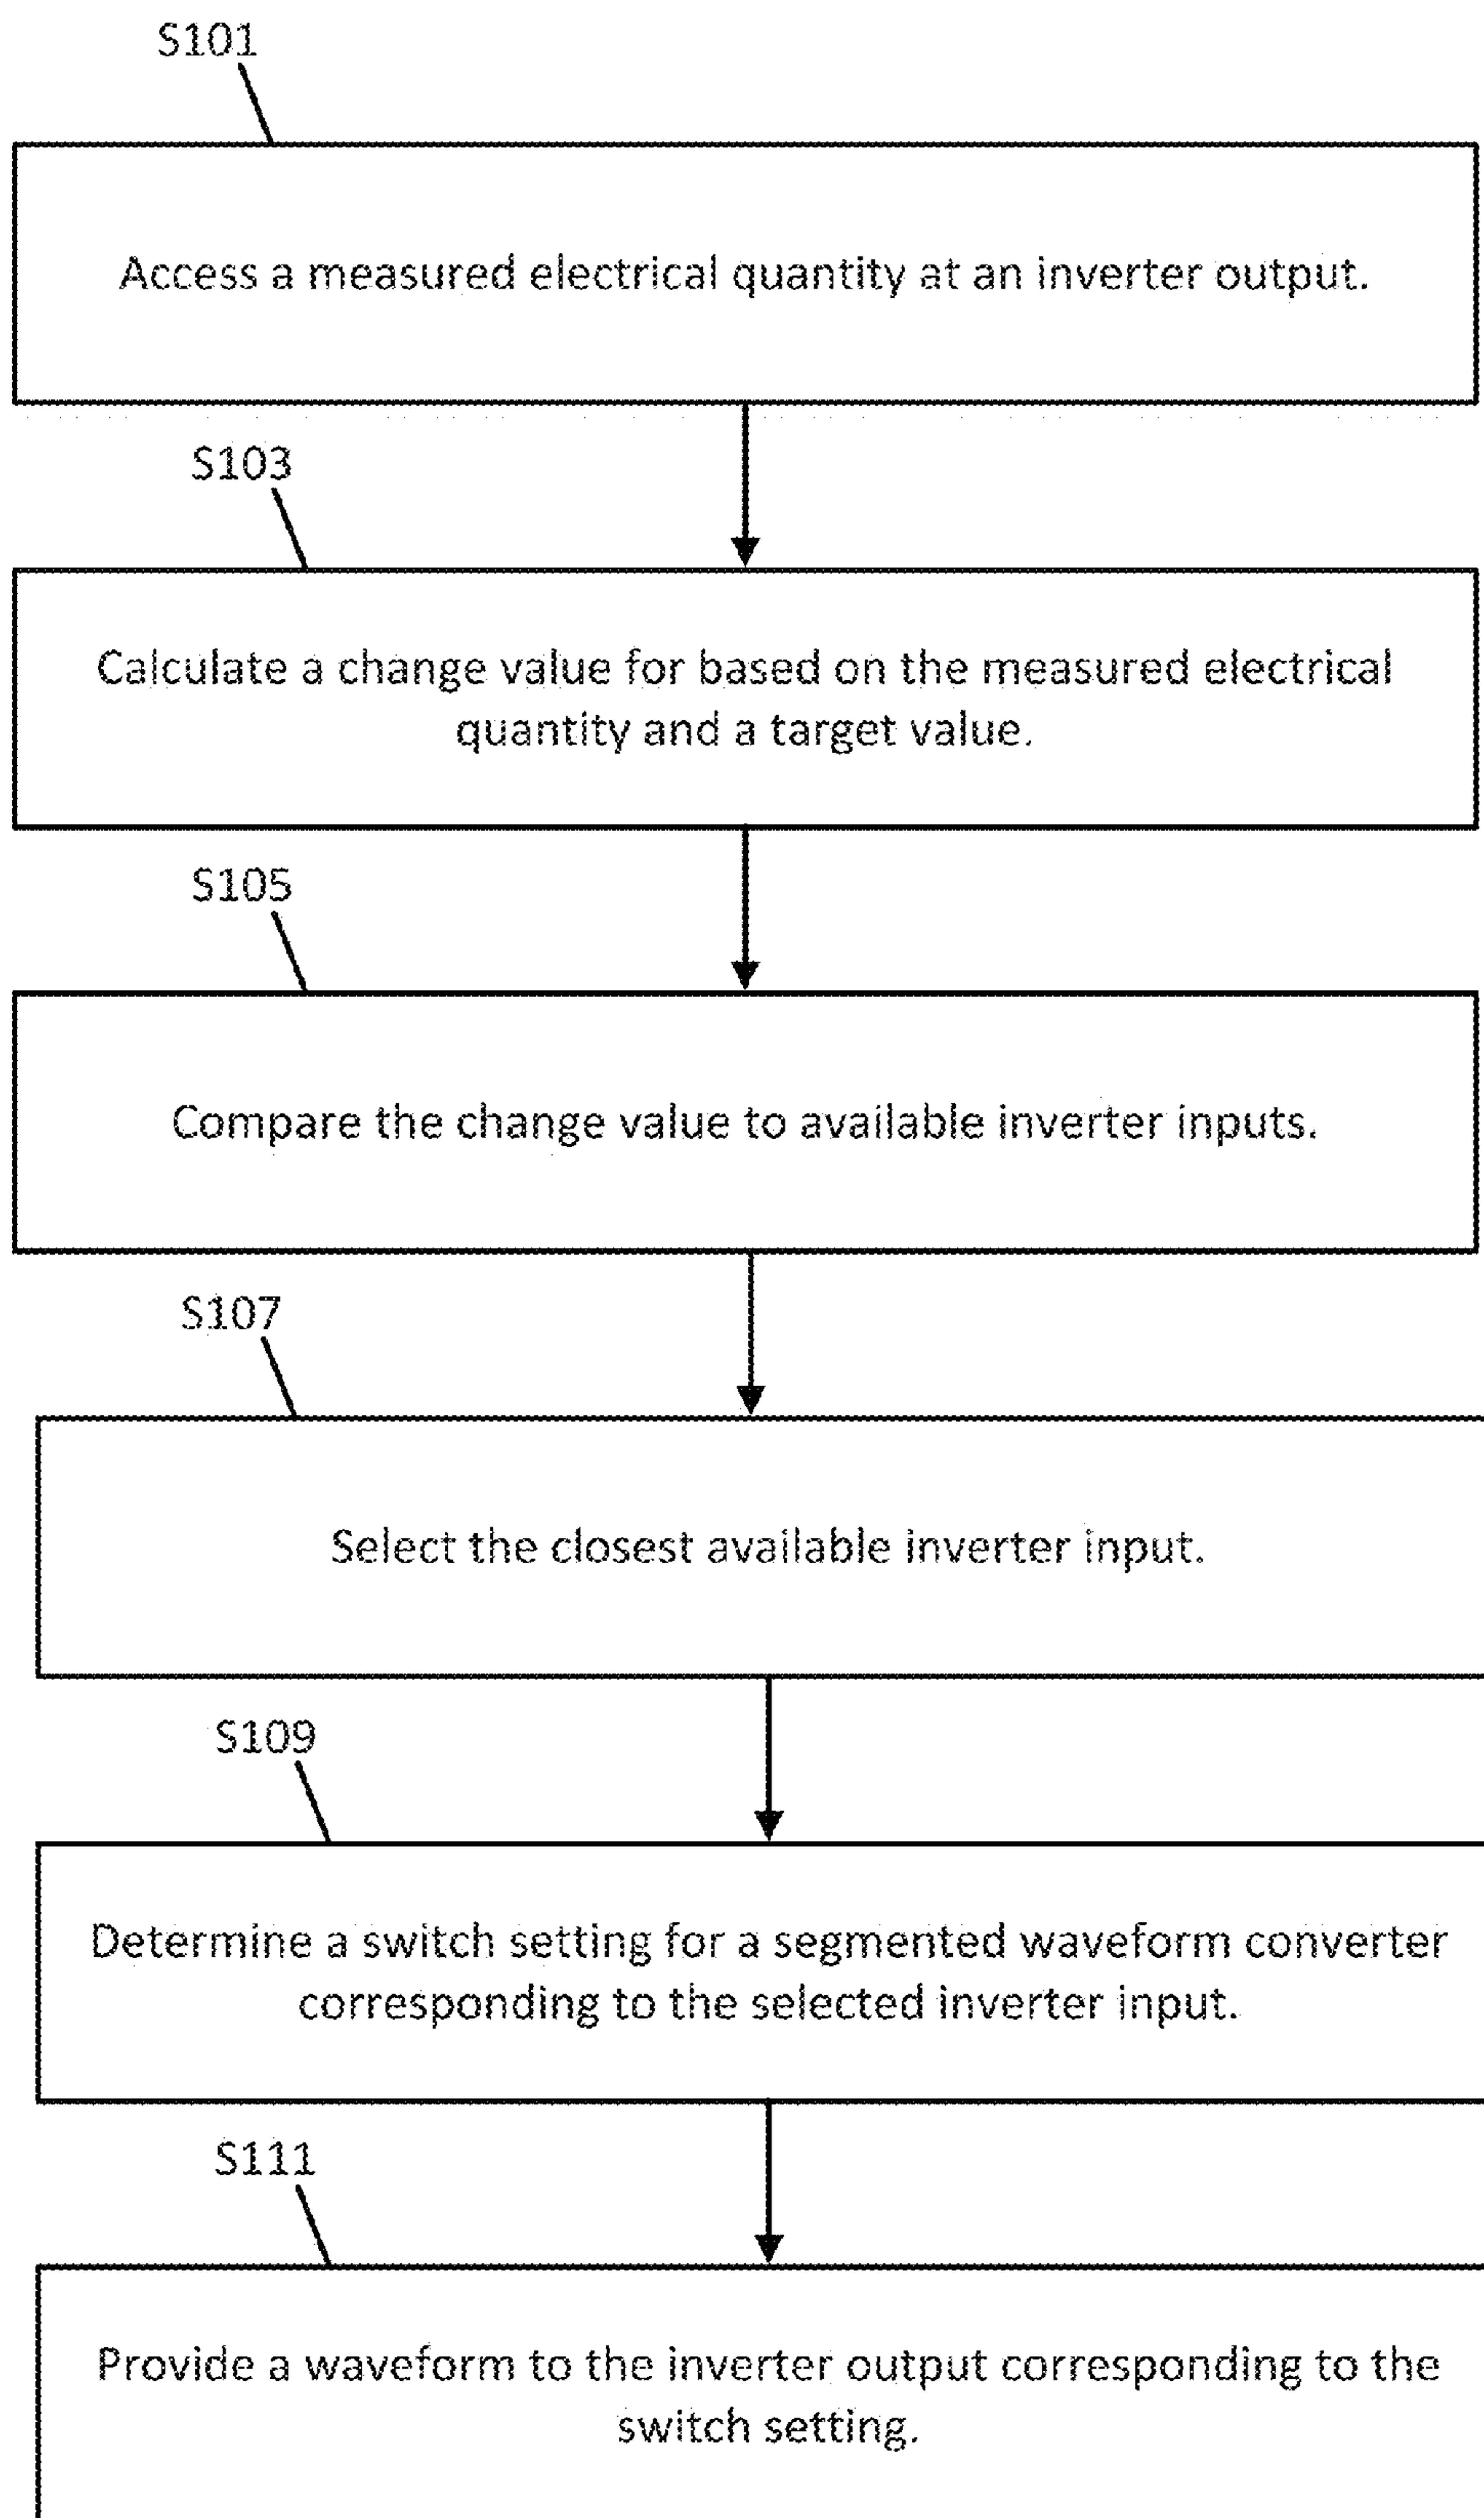 S101
Access a measured electrical quantity at an inverter output.
S103
Calculate a change value for based on the measured electrical
quantity and a target value.
S105
Compare the change value to available inverter inputs.
S107
Select the closest available inverter input.
S109
Determine a switch setting for a segmented waveform converter
corresponding to the selected inverter input.
S111
Provide a waveform to the inverter output corresponding to the
switch setting.